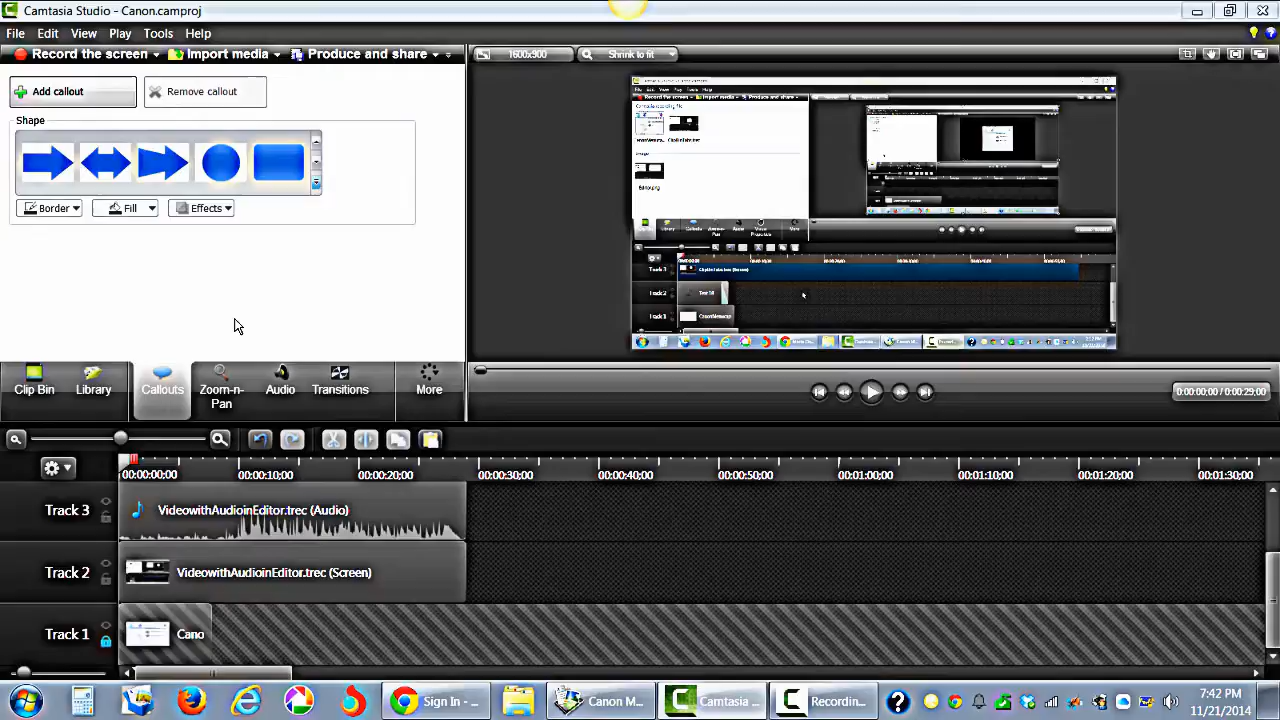 Camtasia Studio - Canon.camproj
File Edit View Play Tools Help
Record the screen Import media Produce and share
1600x900 Shrink to fit
Add callout Remove callout
Shape
Border Fill Effects
Clip Bin Library Callouts Zoom-n-Pan Audio Transitions More
0:00:00;00 / 0:00:29;00
00:00:00;00 00:00:10;00 00:00:20;00 00:00:30;00 00:00:40;00 00:00:50;00 00:01:00;00 00:01:10;00 00:01:20;00 00:01:30;00
Track 3 VideowithAudioinEditor.trec (Audio)
Track 2 VideowithAudioinEditor.trec (Screen)
Track 1 Cano
Sign In - ... Canon M... Camtasia ... Recordin...
7:42 PM
11/21/2014